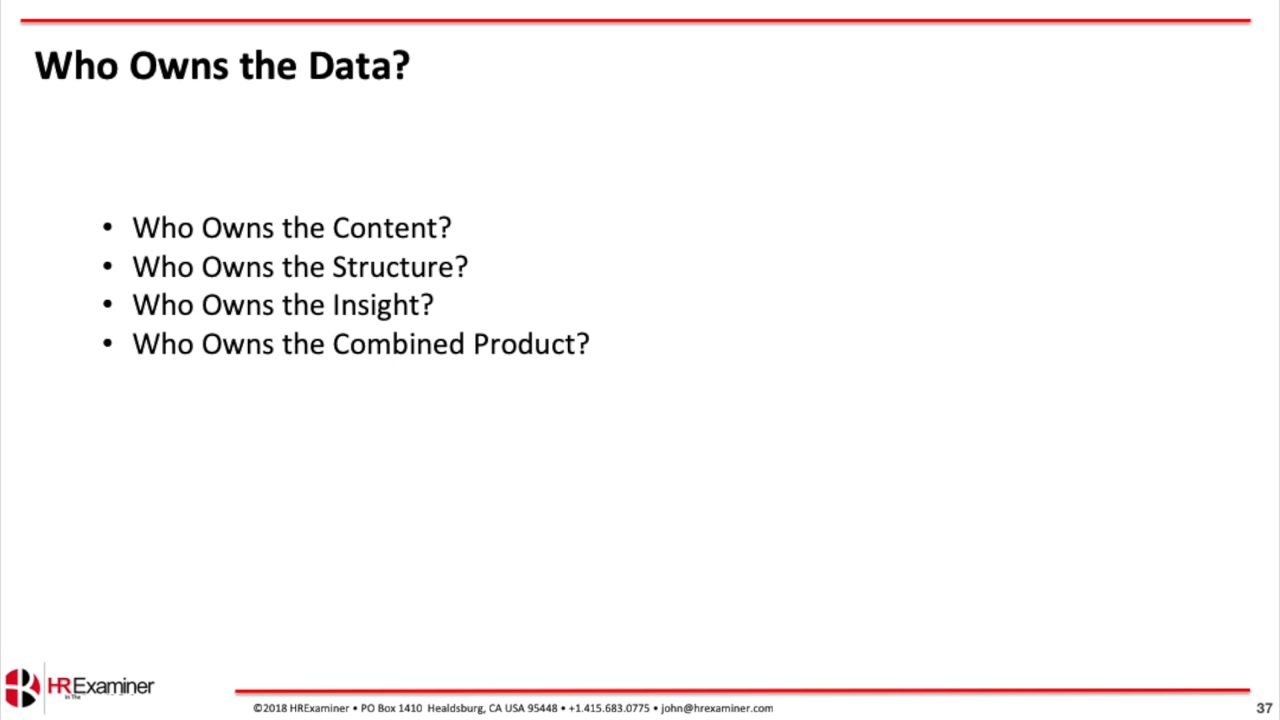 Who Owns the Data?
• Who Owns the Content?
• Who Owns the Structure?
• Who Owns the Insight?
• Who Owns the Combined Product?
HRExaminer
In The
©2018 HRExaminer • PO Box 1410 Healdsburg, CA USA 95448 • +1.415.683.0775 • john@hrexaminer.com
37